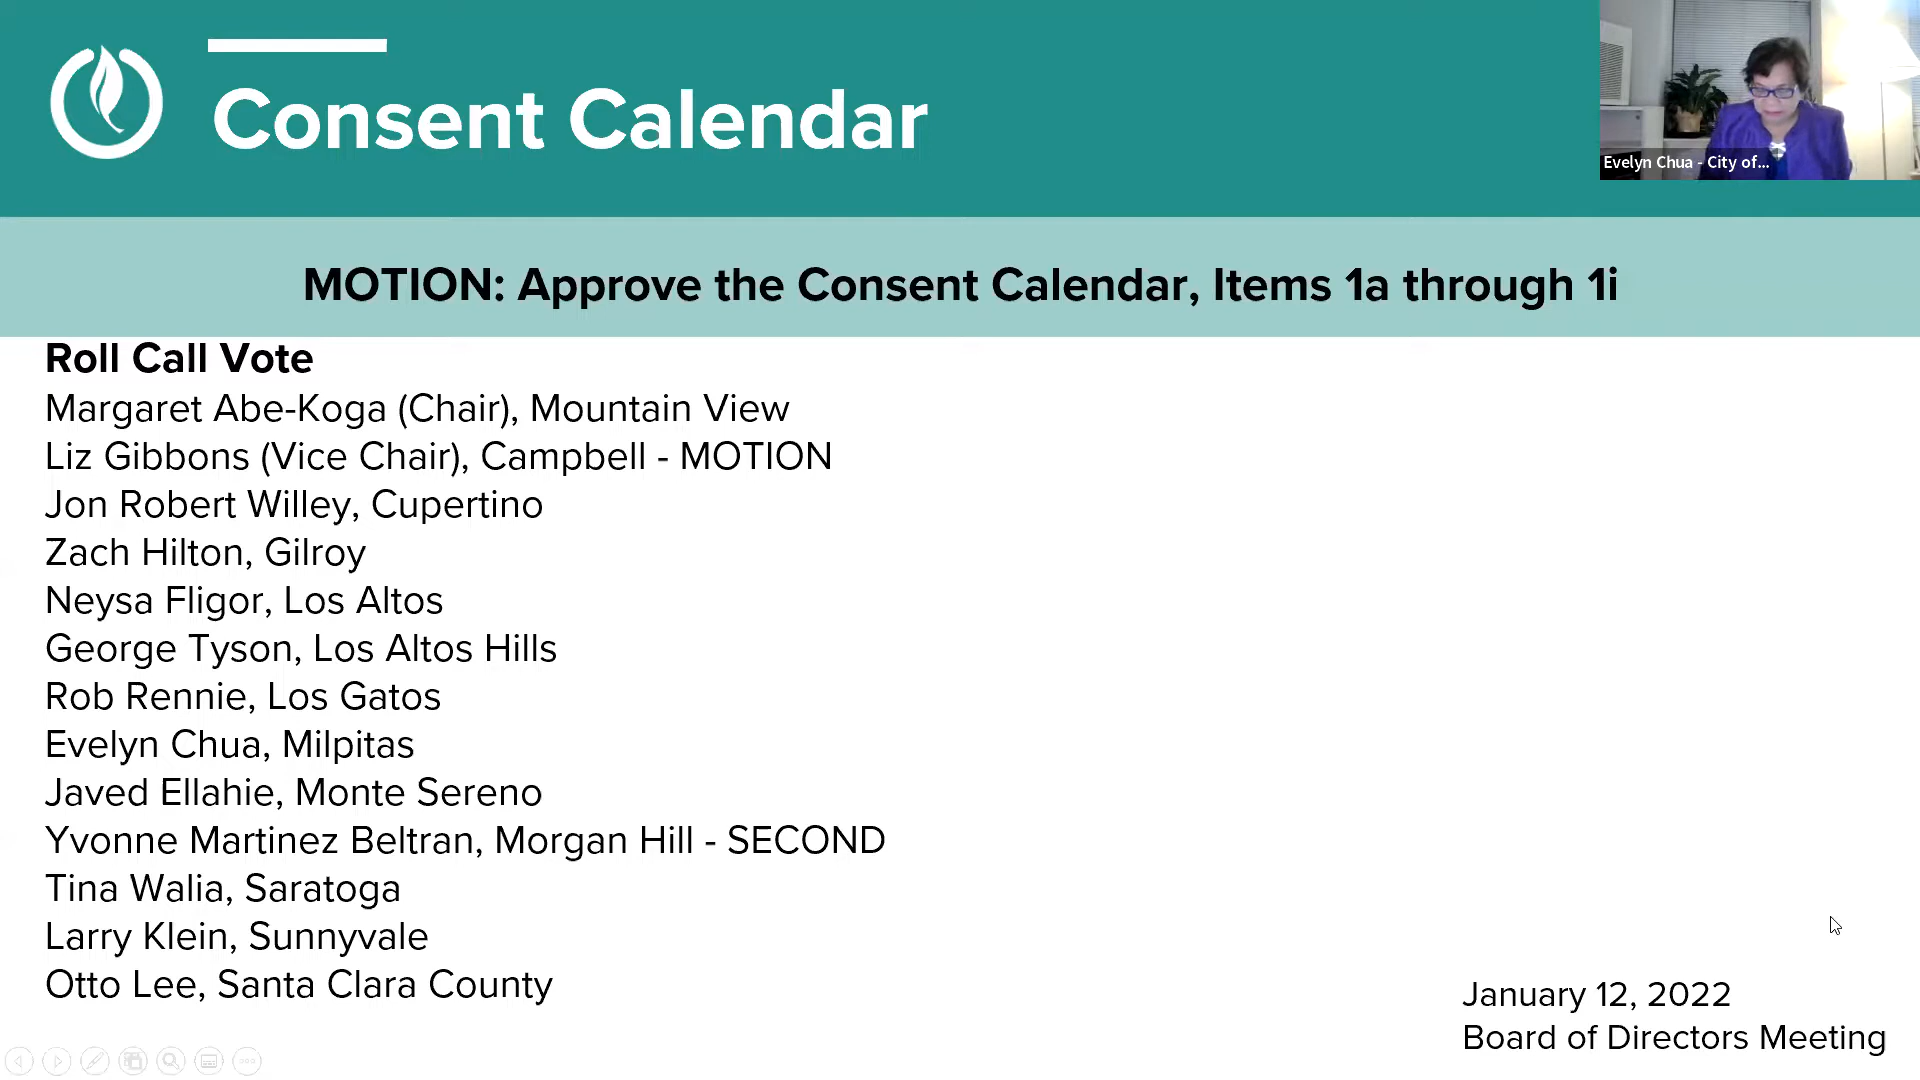 Consent Calendar
Evelyn Chua - City of...
MOTION: Approve the Consent Calendar, Items 1a through 1i
Roll Call Vote
Margaret Abe-Koga (Chair), Mountain View
Liz Gibbons (Vice Chair), Campbell - MOTION
Jon Robert Willey, Cupertino
Zach Hilton, Gilroy
Neysa Fligor, Los Altos
George Tyson, Los Altos Hills
Rob Rennie, Los Gatos
Evelyn Chua, Milpitas
Javed Ellahie, Monte Sereno
Yvonne Martinez Beltran, Morgan Hill - SECOND
Tina Walia, Saratoga
Larry Klein, Sunnyvale
Otto Lee, Santa Clara County
January 12, 2022
Board of Directors Meeting